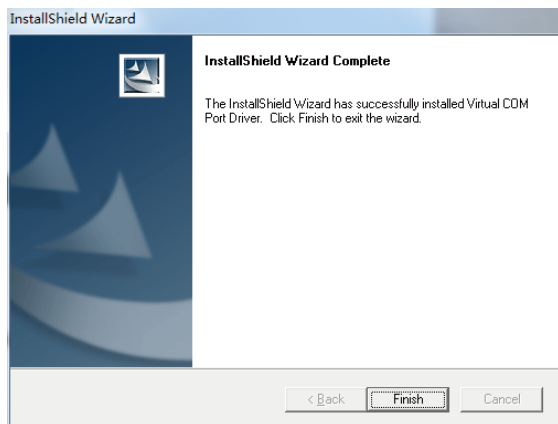 InstallShield Wizard
InstallShield Wizard Complete
The InstallShield Wizard has successfully installed Virtual COM
Port Driver. Click Finish to exit the wizard.
< Back
Finish
Cancel